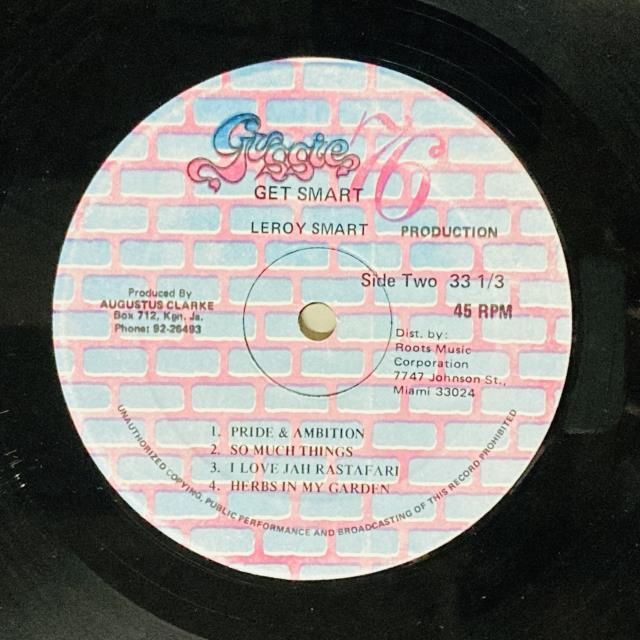 Gussie '76
GET SMART
LEROY SMART
PRODUCTION
Side Two 33 1/3
45 RPM
Produced By
AUGUSTUS CLARKE
Box 712, Kgn. Ja.
Phone: 92-26493
Dist. by:
Roots Music
Corporation
7747 Johnson St.,
Miami 33024
1. PRIDE & AMBITION
2. SO MUCH THINGS
3. I LOVE JAH RASTAFARI
4. HERBS IN MY GARDEN
UNAUTHORIZED COPYING, PUBLIC PERFORMANCE AND BROADCASTING OF THIS RECORD PROHIBITED